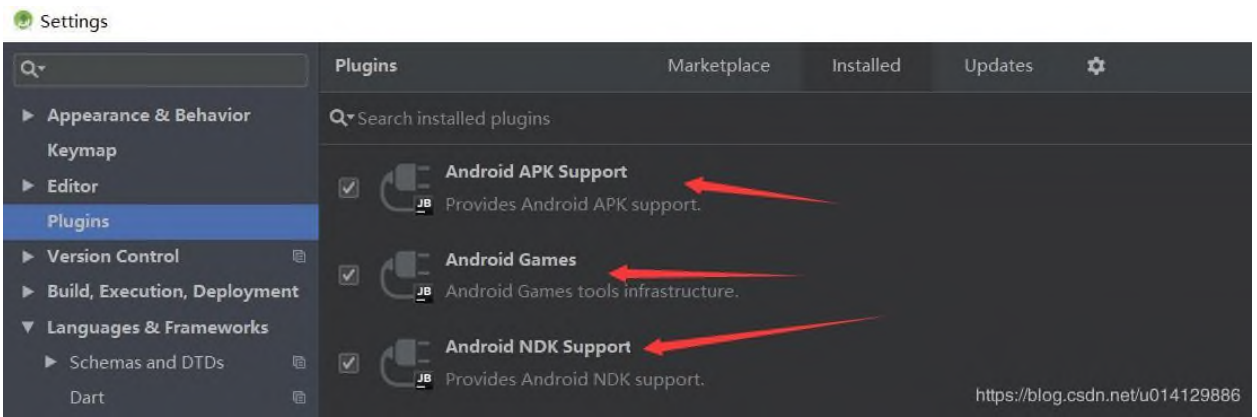 Settings
Plugins
Marketplace
Installed
Updates
Appearance & Behavior
Keymap
Editor
Plugins
Version Control
Build, Execution, Deployment
Languages & Frameworks
Schemas and DTDs
Dart
Search installed plugins
Android APK Support
JB
Provides Android APK support.
Android Games
JB
Android Games tools infrastructure.
Android NDK Support
JB
Provides Android NDK support.
https://blog.csdn.net/u014129886